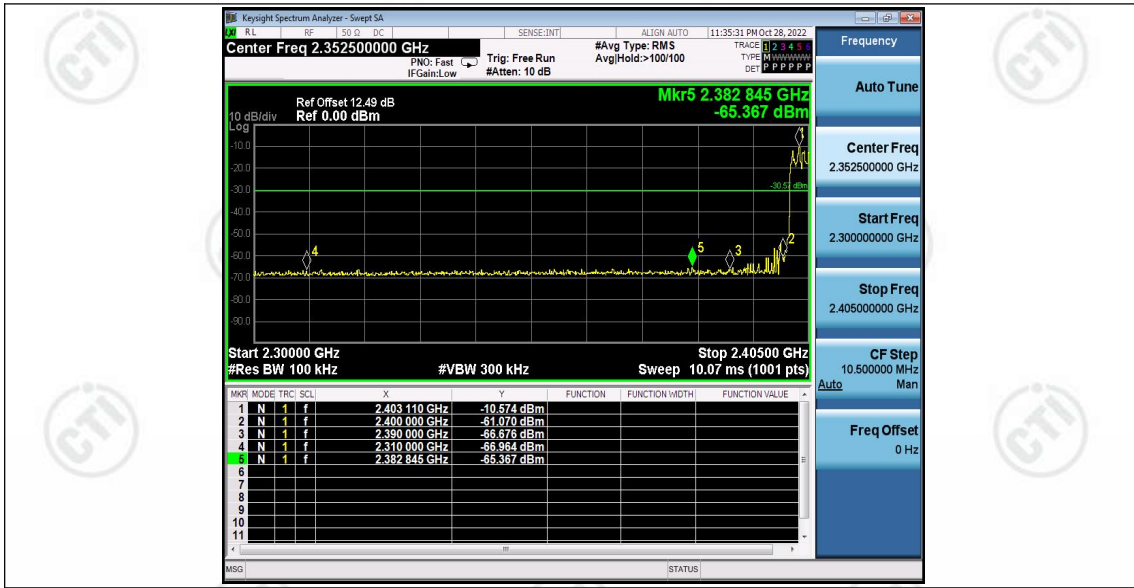 Keysight Spectrum Analyzer - Swept SA
LXI RL RF 50 Ω DC SENSE:INT ALIGN AUTO 11:35:31 PM Oct 28, 2022
Center Freq 2.352500000 GHz #Avg Type: RMS TRACE 1 2 3 4 5 6
PNO: Fast Trig: Free Run Avg|Hold:>100/100 TYPE M W W W W W
IFGain:Low #Atten: 10 dB DET P P P P P P
Mkr5 2.382 845 GHz
-65.367 dBm
Ref Offset 12.49 dB
10 dB/div Ref 0.00 dBm
Log
-10.0
-20.0
-30.0
-30.57 dBm
-40.0
-50.0
-60.0
-70.0
-80.0
-90.0
1
2
3
4
5
Start 2.30000 GHz Stop 2.40500 GHz
#Res BW 100 kHz #VBW 300 kHz Sweep 10.07 ms (1001 pts)
MKR MODE TRC SCL X Y FUNCTION FUNCTION WIDTH FUNCTION VALUE
1 N 1 f 2.403 110 GHz -10.574 dBm
2 N 1 f 2.400 000 GHz -61.070 dBm
3 N 1 f 2.390 000 GHz -66.676 dBm
4 N 1 f 2.310 000 GHz -66.964 dBm
5 N 1 f 2.382 845 GHz -65.367 dBm
6
7
8
9
10
11
MSG STATUS
Frequency
Auto Tune
Center Freq
2.352500000 GHz
Start Freq
2.300000000 GHz
Stop Freq
2.405000000 GHz
CF Step
10.500000 MHz
Auto Man
Freq Offset
0 Hz
CTI
CTI
CTI
CTI